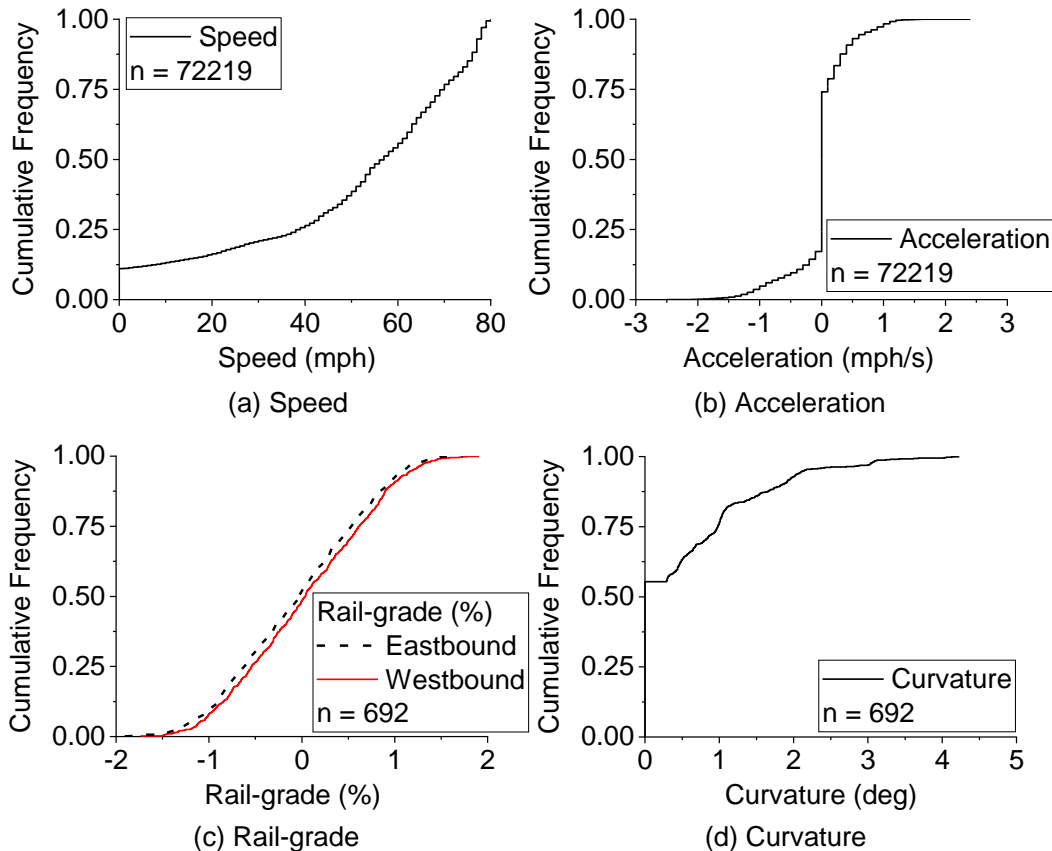 1.00
0.75
0.50
0.25
0.00
Cumulative Frequency
Speed
n = 72219
0 20 40 60 80
Speed (mph)
(a) Speed
1.00
0.75
0.50
0.25
0.00
Cumulative Frequency
Acceleration
n = 72219
-3 -2 -1 0 1 2 3
Acceleration (mph/s)
(b) Acceleration
1.00
0.75
0.50
0.25
0.00
Cumulative Frequency
Rail-grade (%)
Eastbound
Westbound
n = 692
-2 -1 0 1 2
Rail-grade (%)
(c) Rail-grade
1.00
0.75
0.50
0.25
0.00
Cumulative Frequency
Curvature
n = 692
0 1 2 3 4 5
Curvature (deg)
(d) Curvature